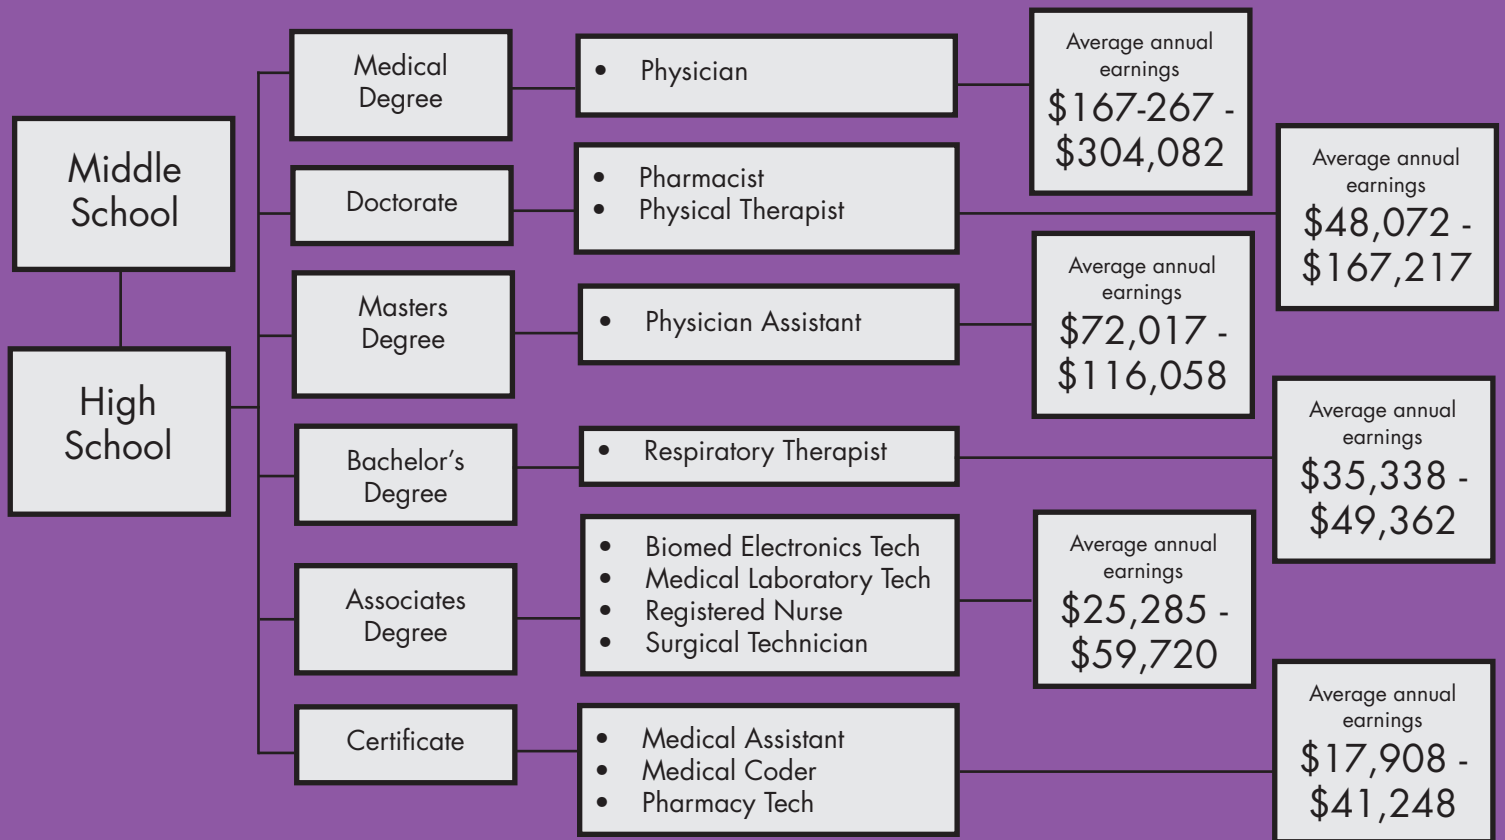 Middle
School
High
School
Medical
Degree
• Physician
Average annual
earnings
$167-267 -
$304,082
Doctorate
• Pharmacist
• Physical Therapist
Average annual
earnings
$48,072 -
$167,217
Masters
Degree
• Physician Assistant
Average annual
earnings
$72,017 -
$116,058
Bachelor’s
Degree
• Respiratory Therapist
Average annual
earnings
$35,338 -
$49,362
Associates
Degree
• Biomed Electronics Tech
• Medical Laboratory Tech
• Registered Nurse
• Surgical Technician
Average annual
earnings
$25,285 -
$59,720
Certificate
• Medical Assistant
• Medical Coder
• Pharmacy Tech
Average annual
earnings
$17,908 -
$41,248